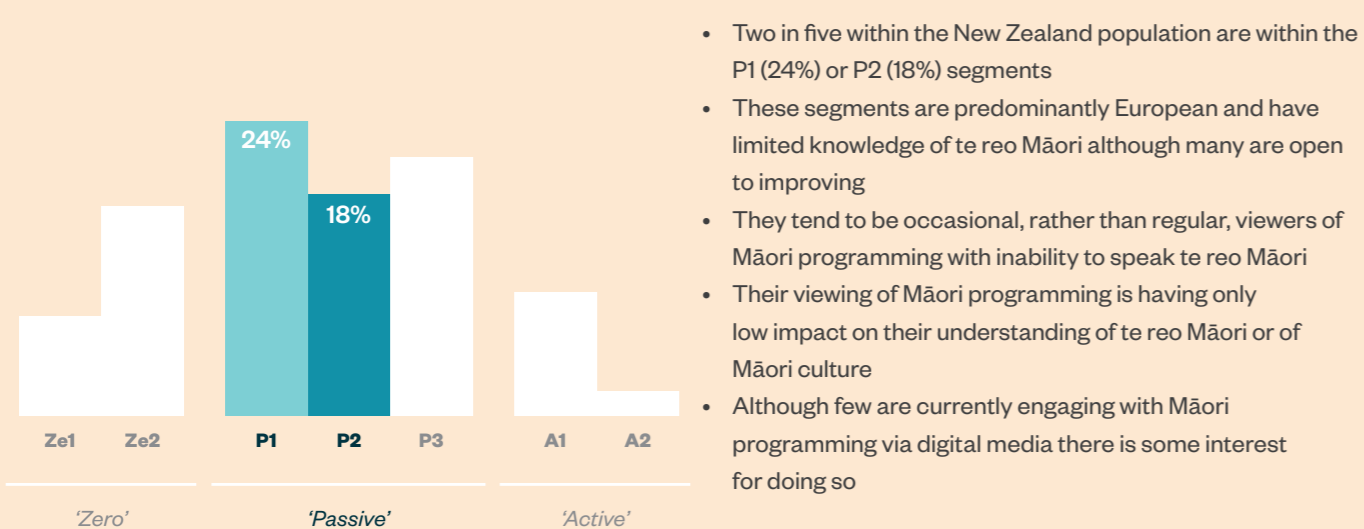 24%
18%
Ze1 Ze2 P1 P2 P3 A1 A2
‘Zero’ ‘Passive’ ‘Active’
• Two in five within the New Zealand population are within the
P1 (24%) or P2 (18%) segments
• These segments are predominantly European and have
limited knowledge of te reo Māori although many are open
to improving
• They tend to be occasional, rather than regular, viewers of
Māori programming with inability to speak te reo Māori
• Their viewing of Māori programming is having only
low impact on their understanding of te reo Māori or of
Māori culture
• Although few are currently engaging with Māori
programming via digital media there is some interest
for doing so